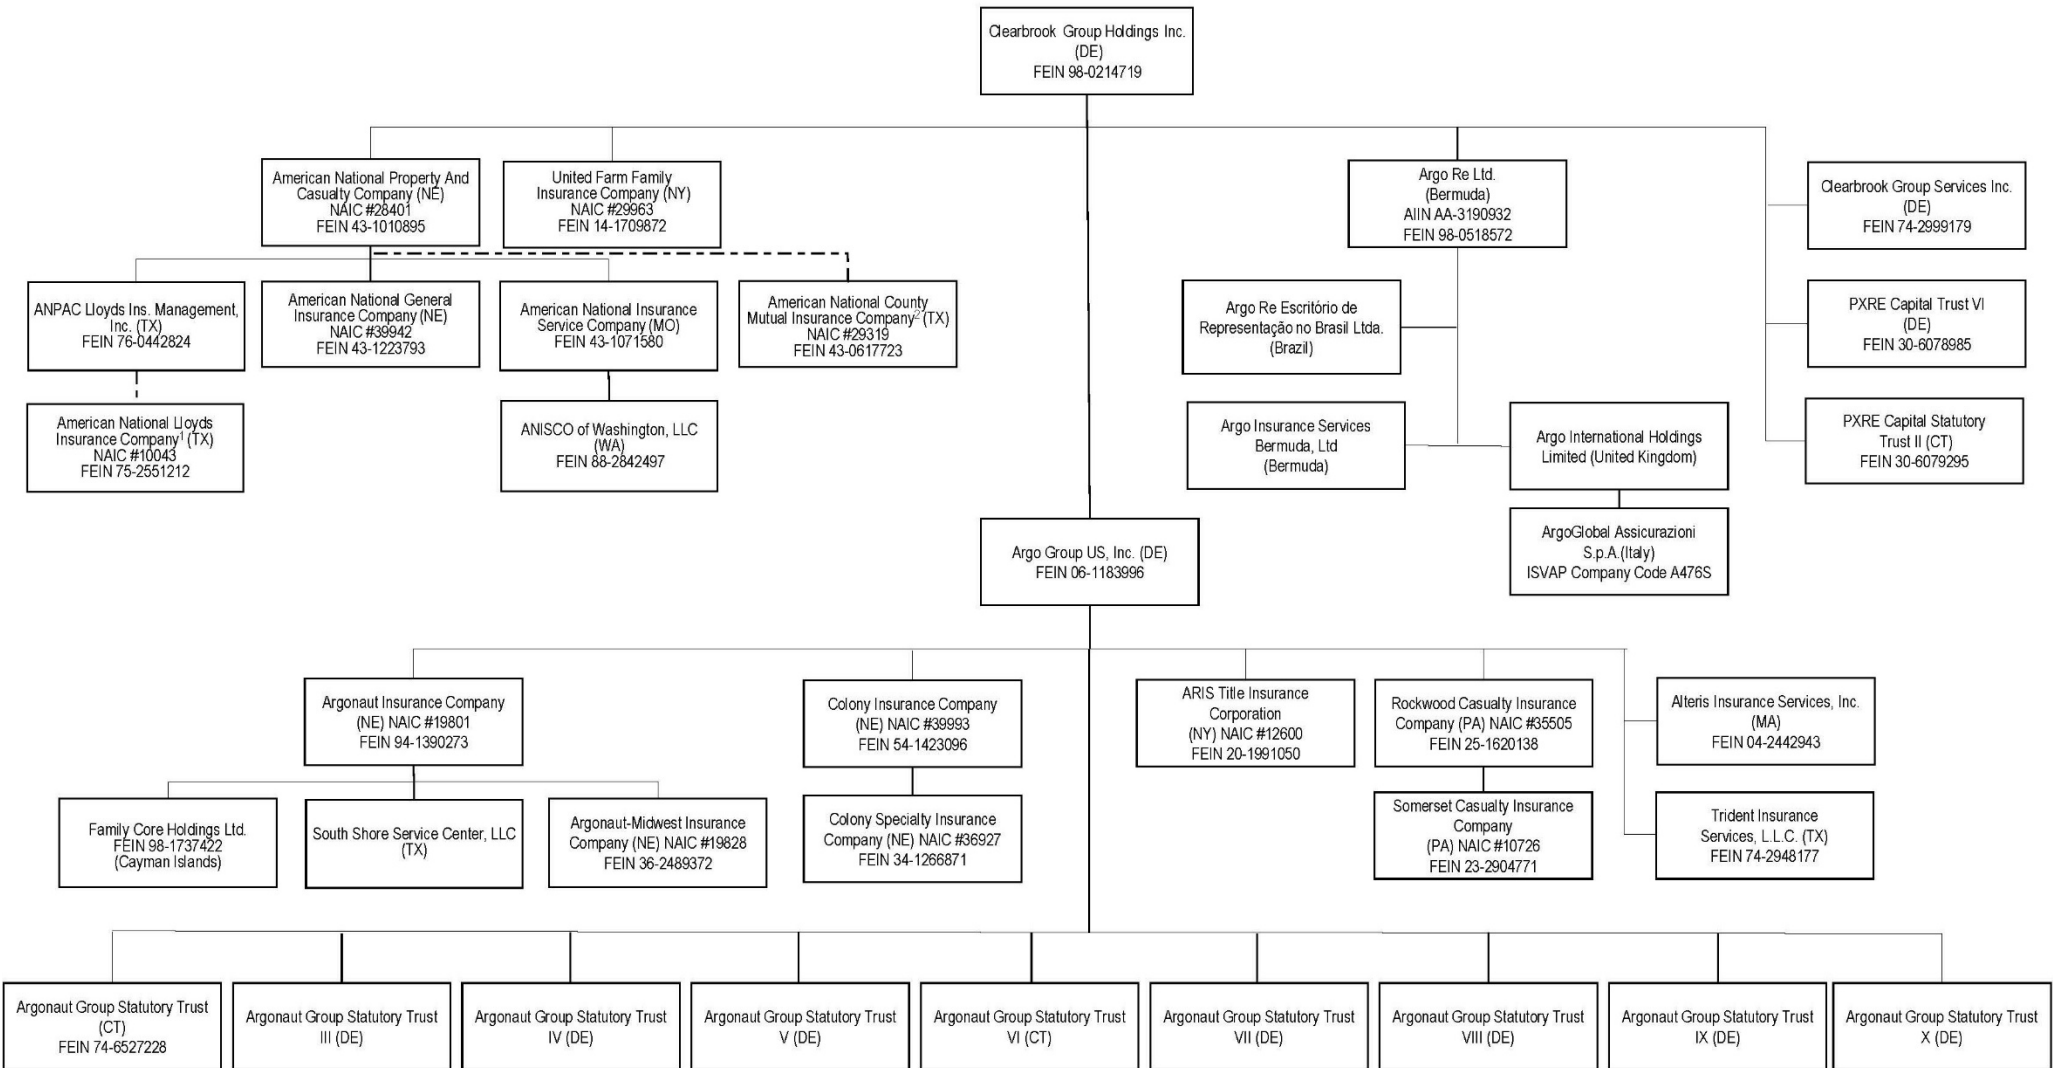 Clearbrook Group Holdings Inc.
(DE)
FEIN 98-0214719
American National Property And
Casualty Company (NE)
NAIC #28401
FEIN 43-1010895
United Farm Family
Insurance Company (NY)
NAIC #29963
FEIN 14-1709872
Argo Re Ltd.
(Bermuda)
AIIN AA-3190932
FEIN 98-0518572
Clearbrook Group Services Inc.
(DE)
FEIN 74-2999179
ANPAC Lloyds Ins. Management,
Inc. (TX)
FEIN 76-0442824
American National General
Insurance Company (NE)
NAIC #39942
FEIN 43-1223793
American National Insurance
Service Company (MO)
FEIN 43-1071580
American National County
Mutual Insurance Company² (TX)
NAIC #29319
FEIN 43-0617723
Argo Re Escritório de
Representação no Brasil Ltda.
(Brazil)
PXRE Capital Trust VI
(DE)
FEIN 30-6078985
American National Lloyds
Insurance Company¹ (TX)
NAIC #10043
FEIN 75-2551212
ANISCO of Washington, LLC
(WA)
FEIN 88-2842497
Argo Insurance Services
Bermuda, Ltd
(Bermuda)
Argo International Holdings
Limited (United Kingdom)
PXRE Capital Statutory
Trust II (CT)
FEIN 30-6079295
Argo Group US, Inc. (DE)
FEIN 06-1183996
ArgoGlobal Assicurazioni
S.p.A.(Italy)
ISVAP Company Code A476S
Argonaut Insurance Company
(NE) NAIC #19801
FEIN 94-1390273
Colony Insurance Company
(NE) NAIC #39993
FEIN 54-1423096
ARIS Title Insurance
Corporation
(NY) NAIC #12600
FEIN 20-1991050
Rockwood Casualty Insurance
Company (PA) NAIC #35505
FEIN 25-1620138
Alteris Insurance Services, Inc.
(MA)
FEIN 04-2442943
Family Core Holdings Ltd.
FEIN 98-1737422
(Cayman Islands)
South Shore Service Center, LLC
(TX)
Argonaut-Midwest Insurance
Company (NE) NAIC #19828
FEIN 36-2489372
Colony Specialty Insurance
Company (NE) NAIC #36927
FEIN 34-1266871
Somerset Casualty Insurance
Company
(PA) NAIC #10726
FEIN 23-2904771
Trident Insurance
Services, L.L.C. (TX)
FEIN 74-2948177
Argonaut Group Statutory Trust
(CT)
FEIN 74-6527228
Argonaut Group Statutory Trust
III (DE)
Argonaut Group Statutory Trust
IV (DE)
Argonaut Group Statutory Trust
V (DE)
Argonaut Group Statutory Trust
VI (CT)
Argonaut Group Statutory Trust
VII (DE)
Argonaut Group Statutory Trust
VIII (DE)
Argonaut Group Statutory Trust
IX (DE)
Argonaut Group Statutory Trust
X (DE)